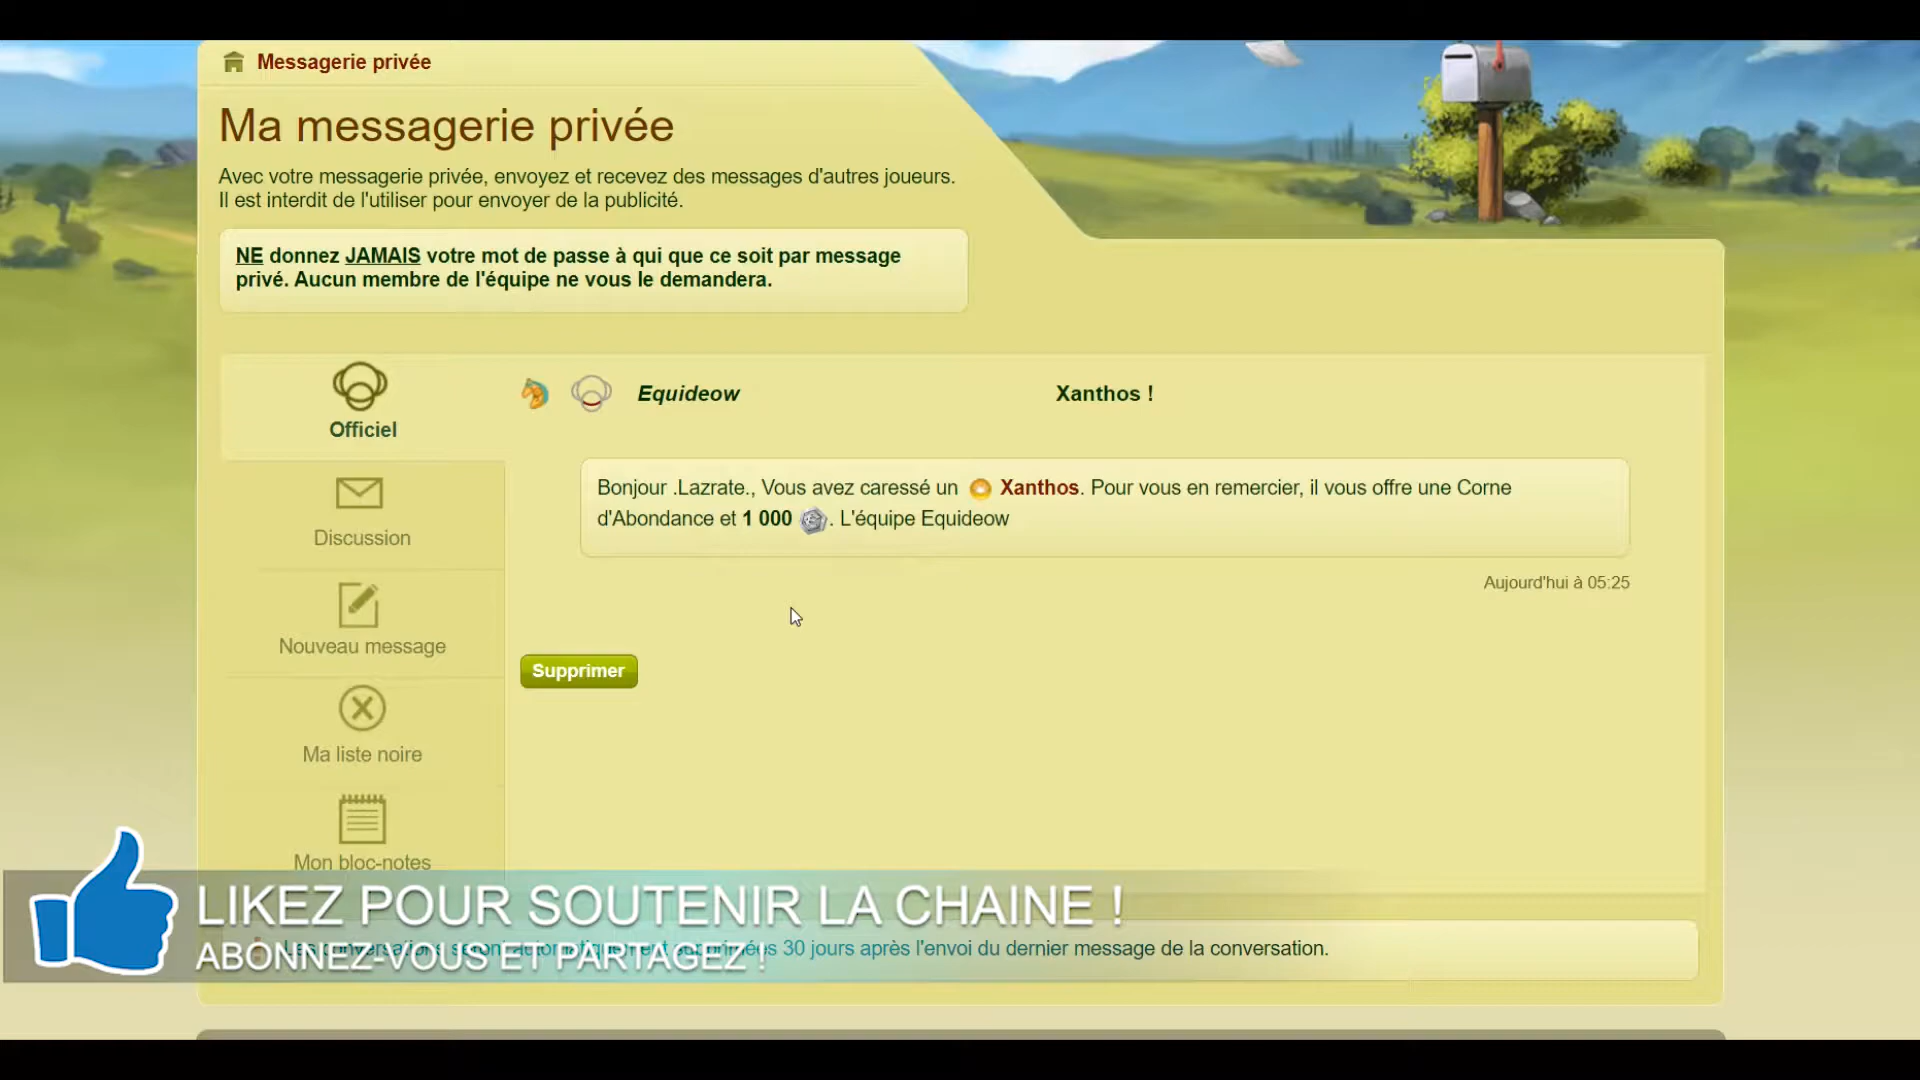 Messagerie privée
Ma messagerie privée
Avec votre messagerie privée, envoyez et recevez des messages d'autres joueurs.
Il est interdit de l'utiliser pour envoyer de la publicité.
NE donnez JAMAIS votre mot de passe à qui que ce soit par message
privé. Aucun membre de l'équipe ne vous le demandera.
Officiel
Equideow
Xanthos !
Bonjour .Lazrate., Vous avez caressé un Xanthos. Pour vous en remercier, il vous offre une Corne
d'Abondance et 1 000 . L'équipe Equideow
Aujourd'hui à 05:25
Discussion
Nouveau message
Supprimer
Ma liste noire
Mon bloc-notes
LIKEZ POUR SOUTENIR LA CHAINE !
Les conversations seront automatiquement supprimées 30 jours après l'envoi du dernier message de la conversation.
ABONNEZ-VOUS ET PARTAGEZ !